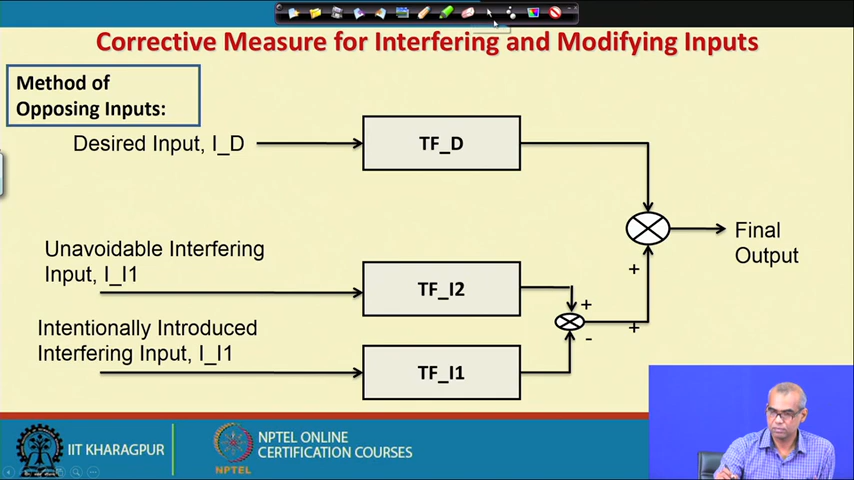 Corrective Measure for Interfering and Modifying Inputs
Method of
Opposing Inputs:
Desired Input, I_D
TF_D
Final
Output
Unavoidable Interfering
Input, I_I1
TF_I2
+
+
-
+
Intentionally Introduced
Interfering Input, I_I1
TF_I1
IIT KHARAGPUR
NPTEL
NPTEL ONLINE
CERTIFICATION COURSES